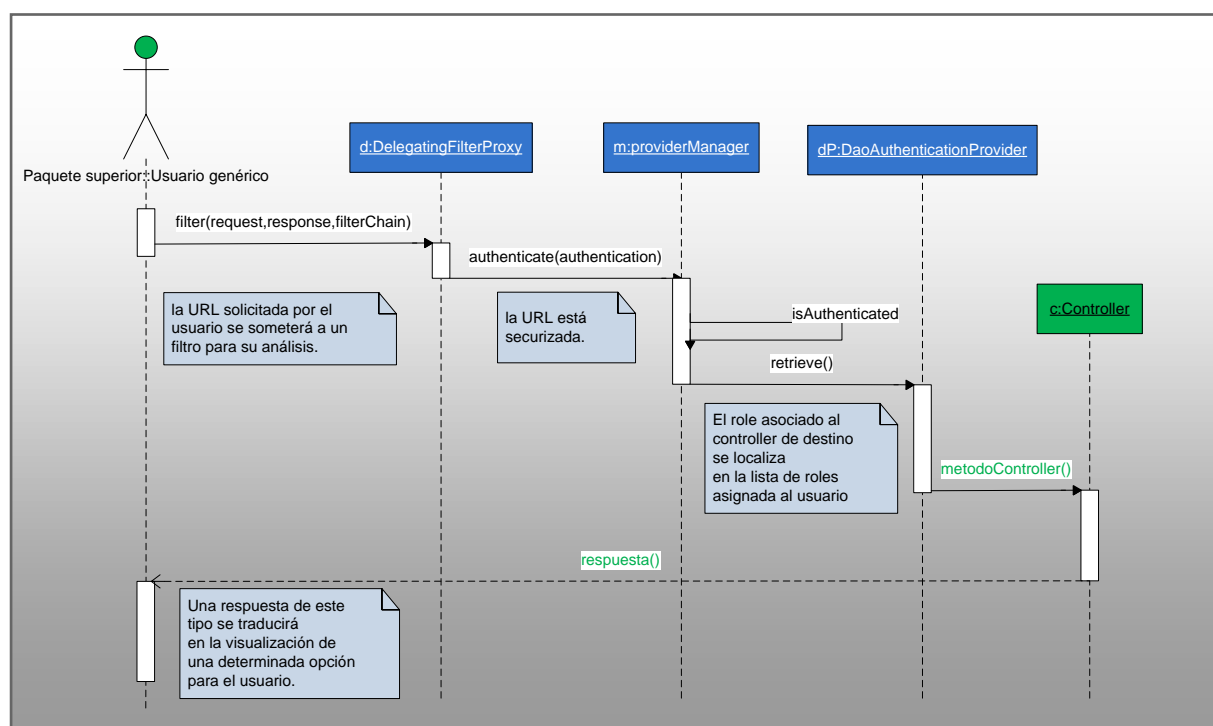 d:DelegatingFilterProxy
m:providerManager
dP:DaoAuthenticationProvider
Paquete superior::Usuario genérico
filter(request,response,filterChain)
authenticate(authentication)
la URL solicitada por el
usuario se someterá a un
filtro para su análisis.
la URL está
securizada.
isAuthenticated
c:Controller
retrieve()
El role asociado al
controller de destino
se localiza
en la lista de roles
asignada al usuario
metodoController()
respuesta()
Una respuesta de este
tipo se traducirá
en la visualización de
una determinada opción
para el usuario.